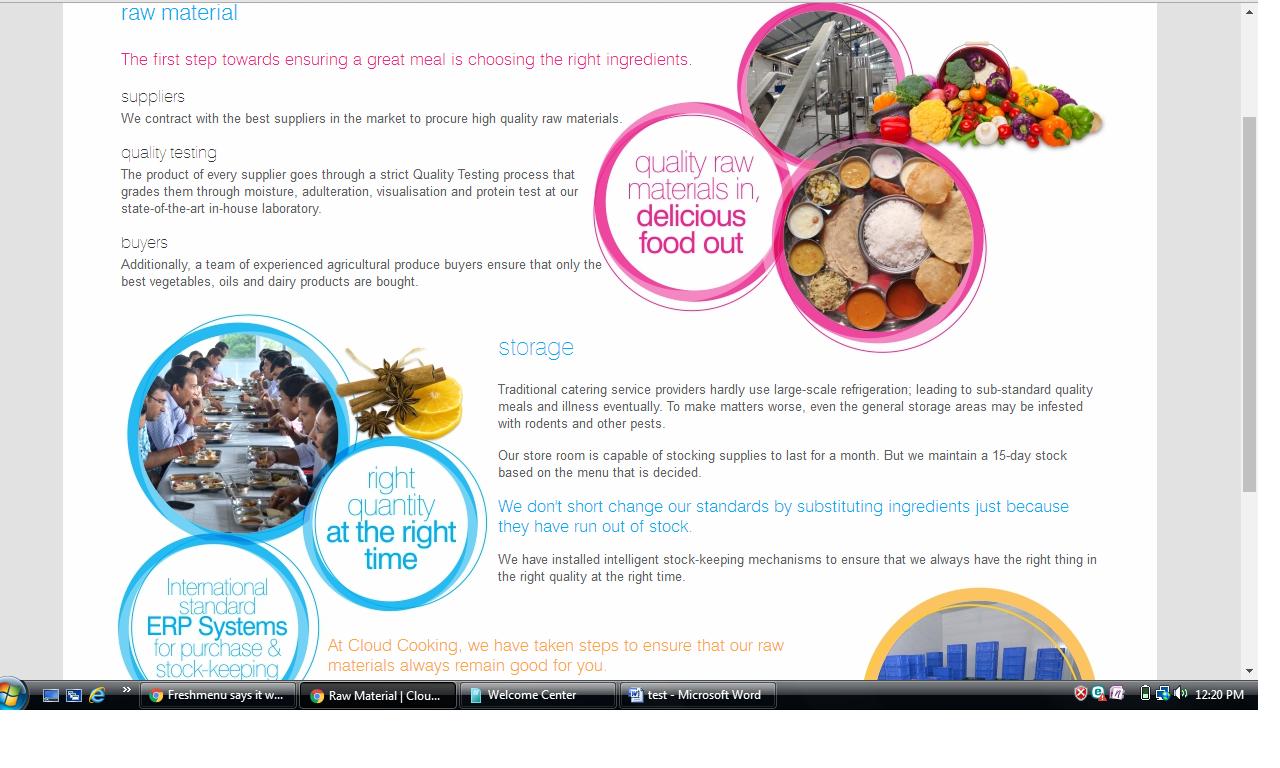 raw material
The first step towards ensuring a great meal is choosing the right ingredients.
suppliers
We contract with the best suppliers in the market to procure high quality raw materials.
quality testing
The product of every supplier goes through a strict Quality Testing process that
grades them through moisture, adulteration, visualisation and protein test at our
state-of-the-art in-house laboratory.
buyers
Additionally, a team of experienced agricultural produce buyers ensure that only the
best vegetables, oils and dairy products are bought.
quality raw
materials in,
delicious
food out
storage
Traditional catering service providers hardly use large-scale refrigeration; leading to sub-standard quality
meals and illness eventually. To make matters worse, even the general storage areas may be infested
with rodents and other pests.
Our store room is capable of stocking supplies to last for a month. But we maintain a 15-day stock
based on the menu that is decided.
We don't short change our standards by substituting ingredients just because
they have run out of stock.
We have installed intelligent stock-keeping mechanisms to ensure that we always have the right thing in
the right quality at the right time.
right
quantity
at the right
time
International
standard
ERP Systems
for purchase &
stock-keeping
At Cloud Cooking, we have taken steps to ensure that our raw
materials always remain good for you.
Freshmenu says it w...
Raw Material | Clou...
Welcome Center
test - Microsoft Word
12:20 PM